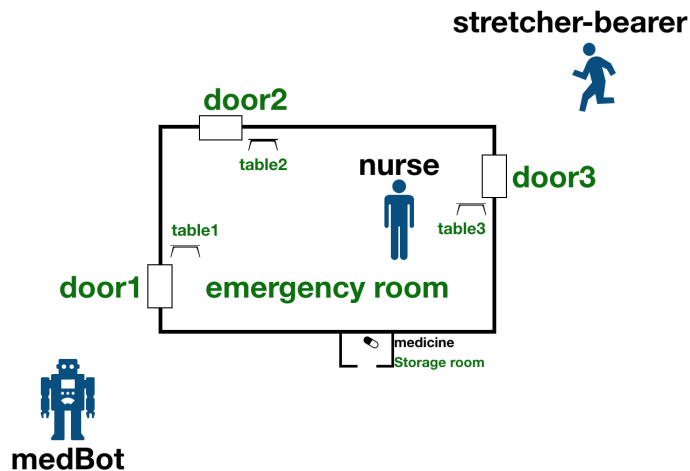 stretcher-bearer
door2
table2
nurse
door3
table1
table3
door1
emergency room
medicine
Storage room
medBot